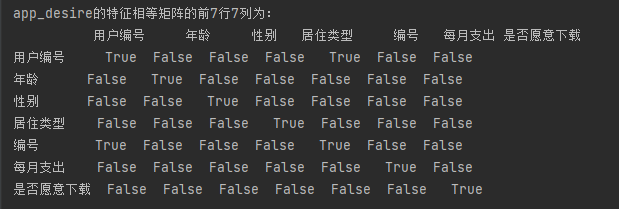 app_desire的特征相等矩阵的前7行7列为:
用户编号 年龄 性别 居住类型 编号 每月支出 是否愿意下载
用户编号 True False False False True False False
年龄 False True False False False False False
性别 False False True False False False False
居住类型 False False False True False False False
编号 True False False False True False False
每月支出 False False False False False True False
是否愿意下载 False False False False False False True